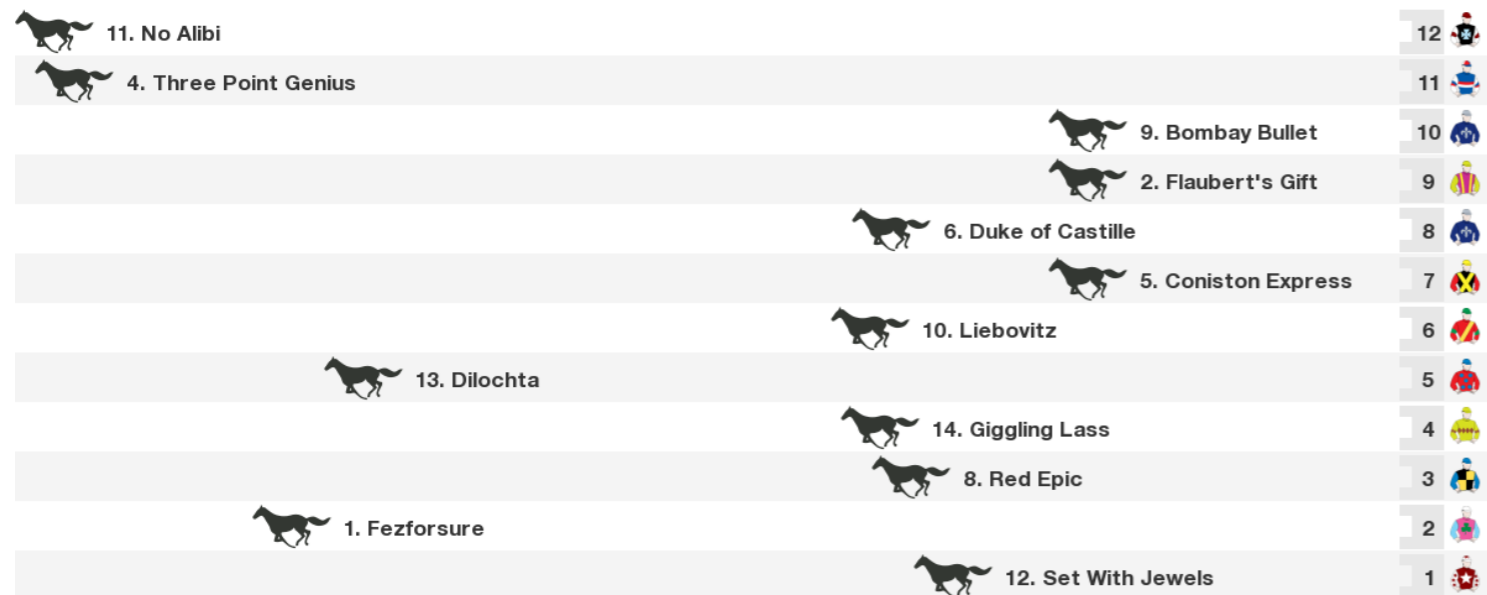 11. No Alibi 12
4. Three Point Genius 11
9. Bombay Bullet 10
2. Flaubert's Gift 9
6. Duke of Castille 8
5. Coniston Express 7
10. Liebovitz 6
13. Dilochta 5
14. Giggling Lass 4
8. Red Epic 3
1. Fezforsure 2
12. Set With Jewels 1